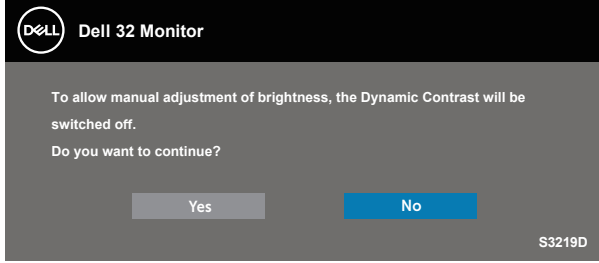 DELL Dell 32 Monitor
To allow manual adjustment of brightness, the Dynamic Contrast will be
switched off.
Do you want to continue?
Yes No
S3219D